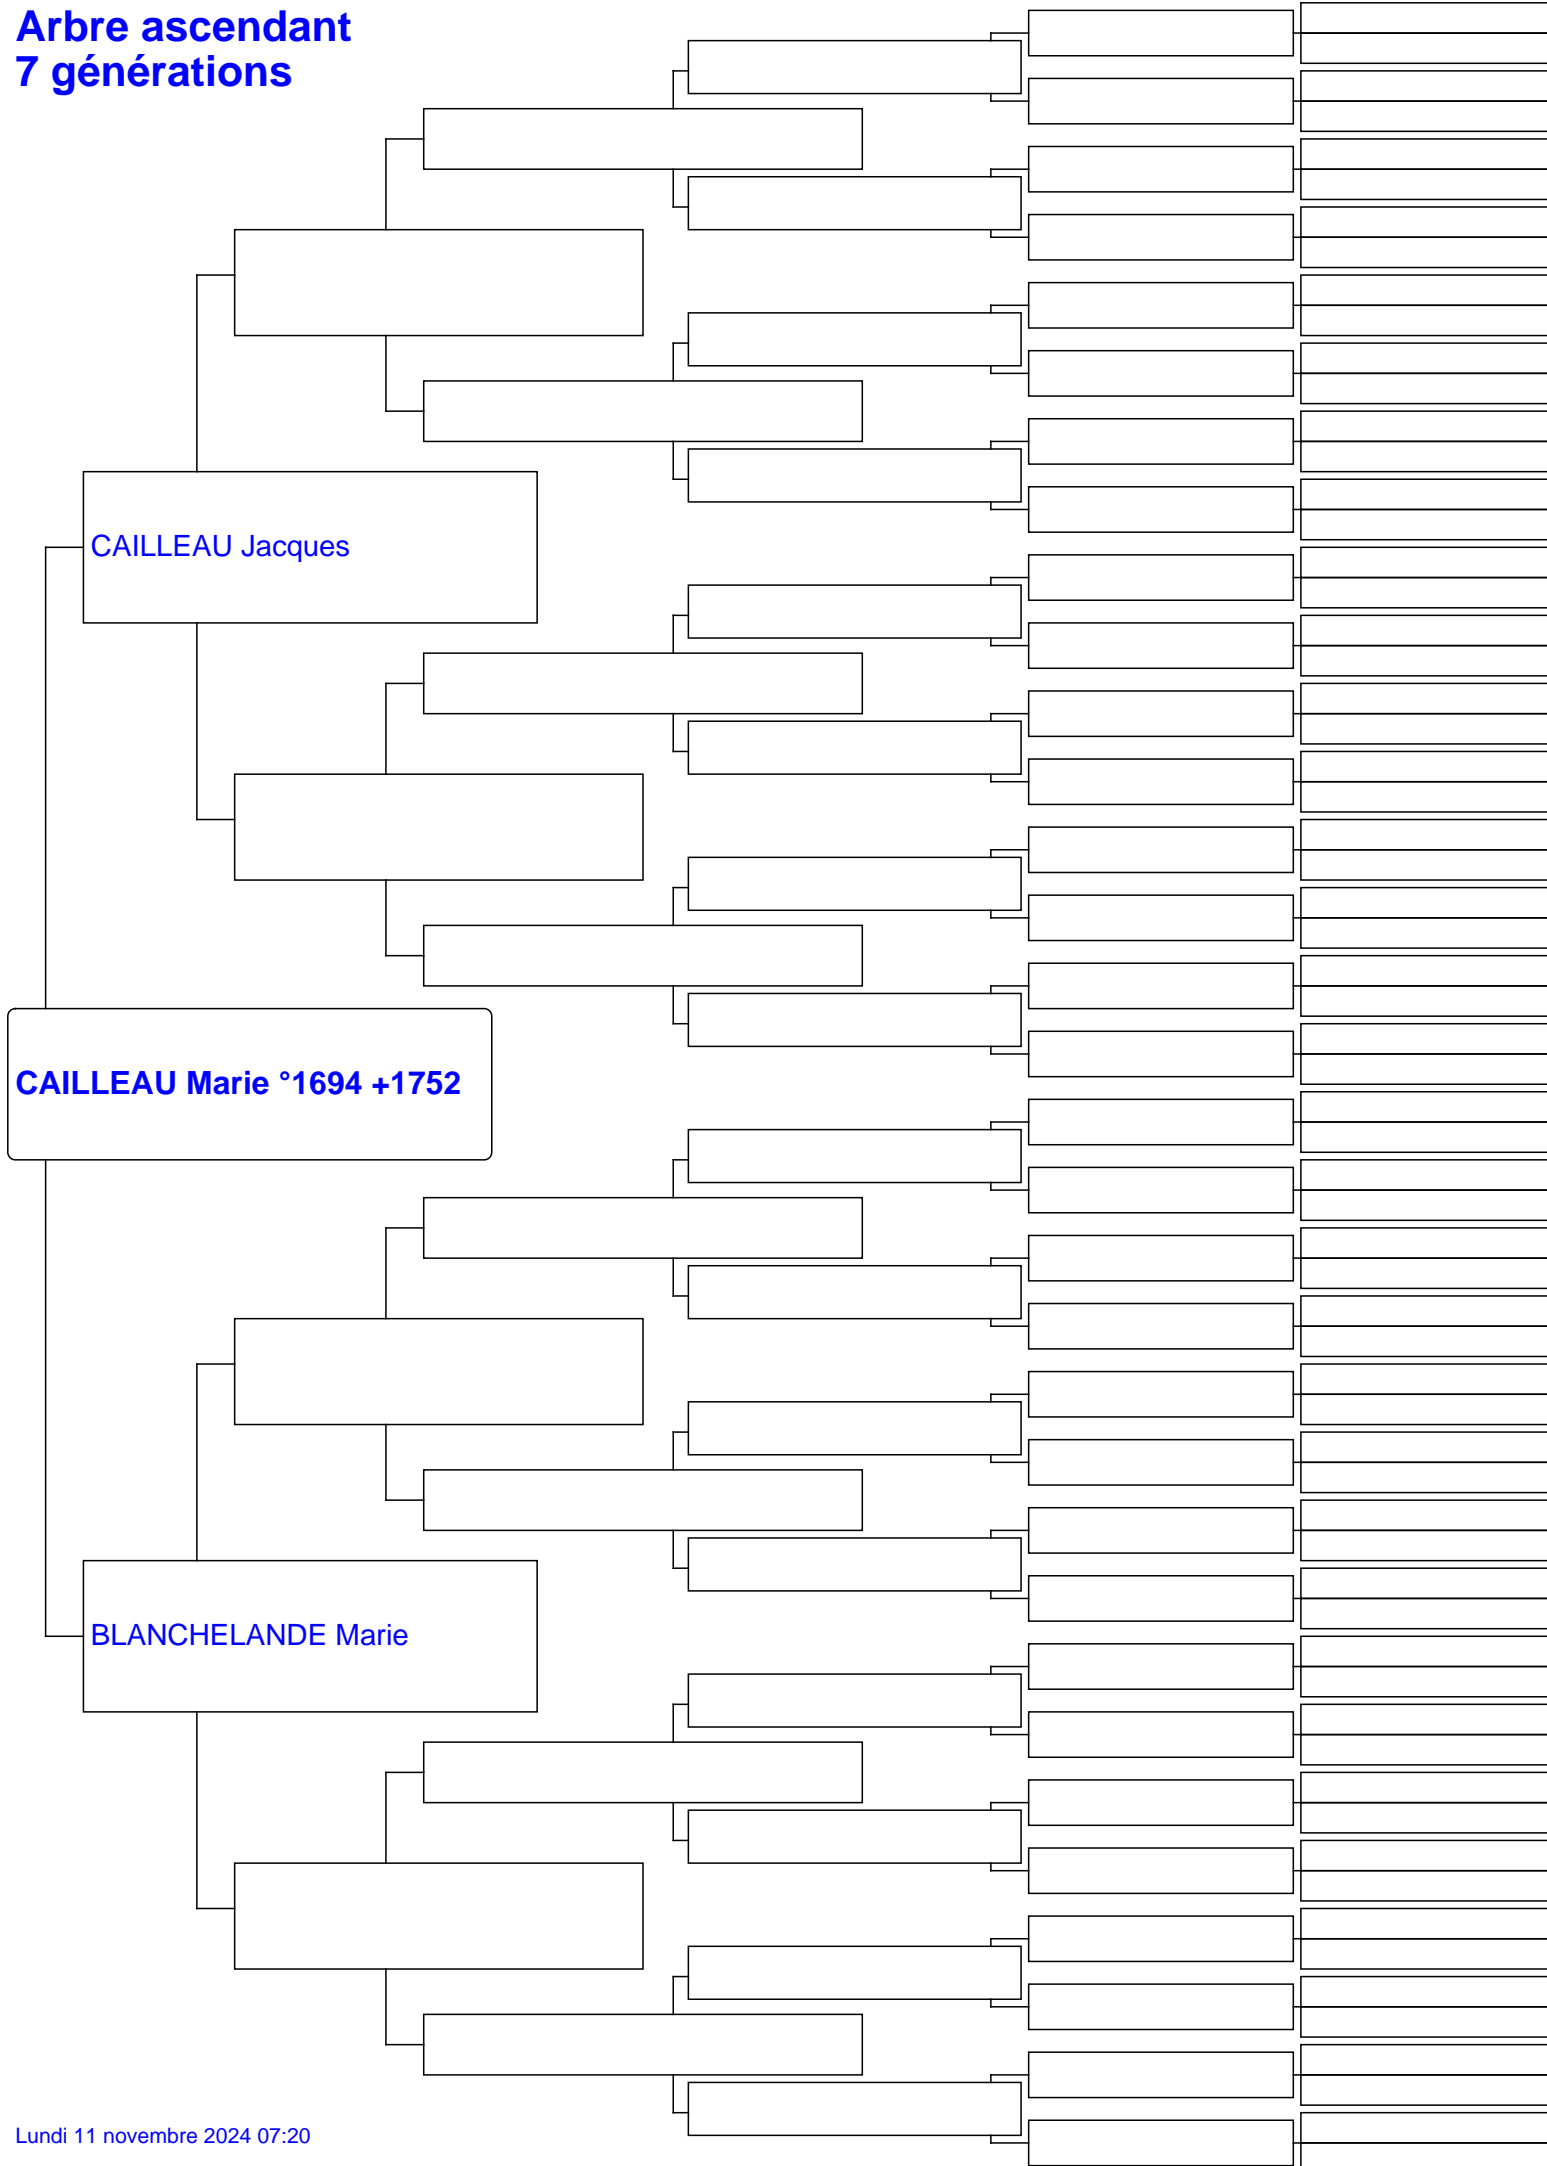 Arbre ascendant
7 générations
CAILLEAU Jacques
CAILLEAU Marie °1694 +1752
BLANCHELANDE Marie
Lundi 11 novembre 2024 07:20